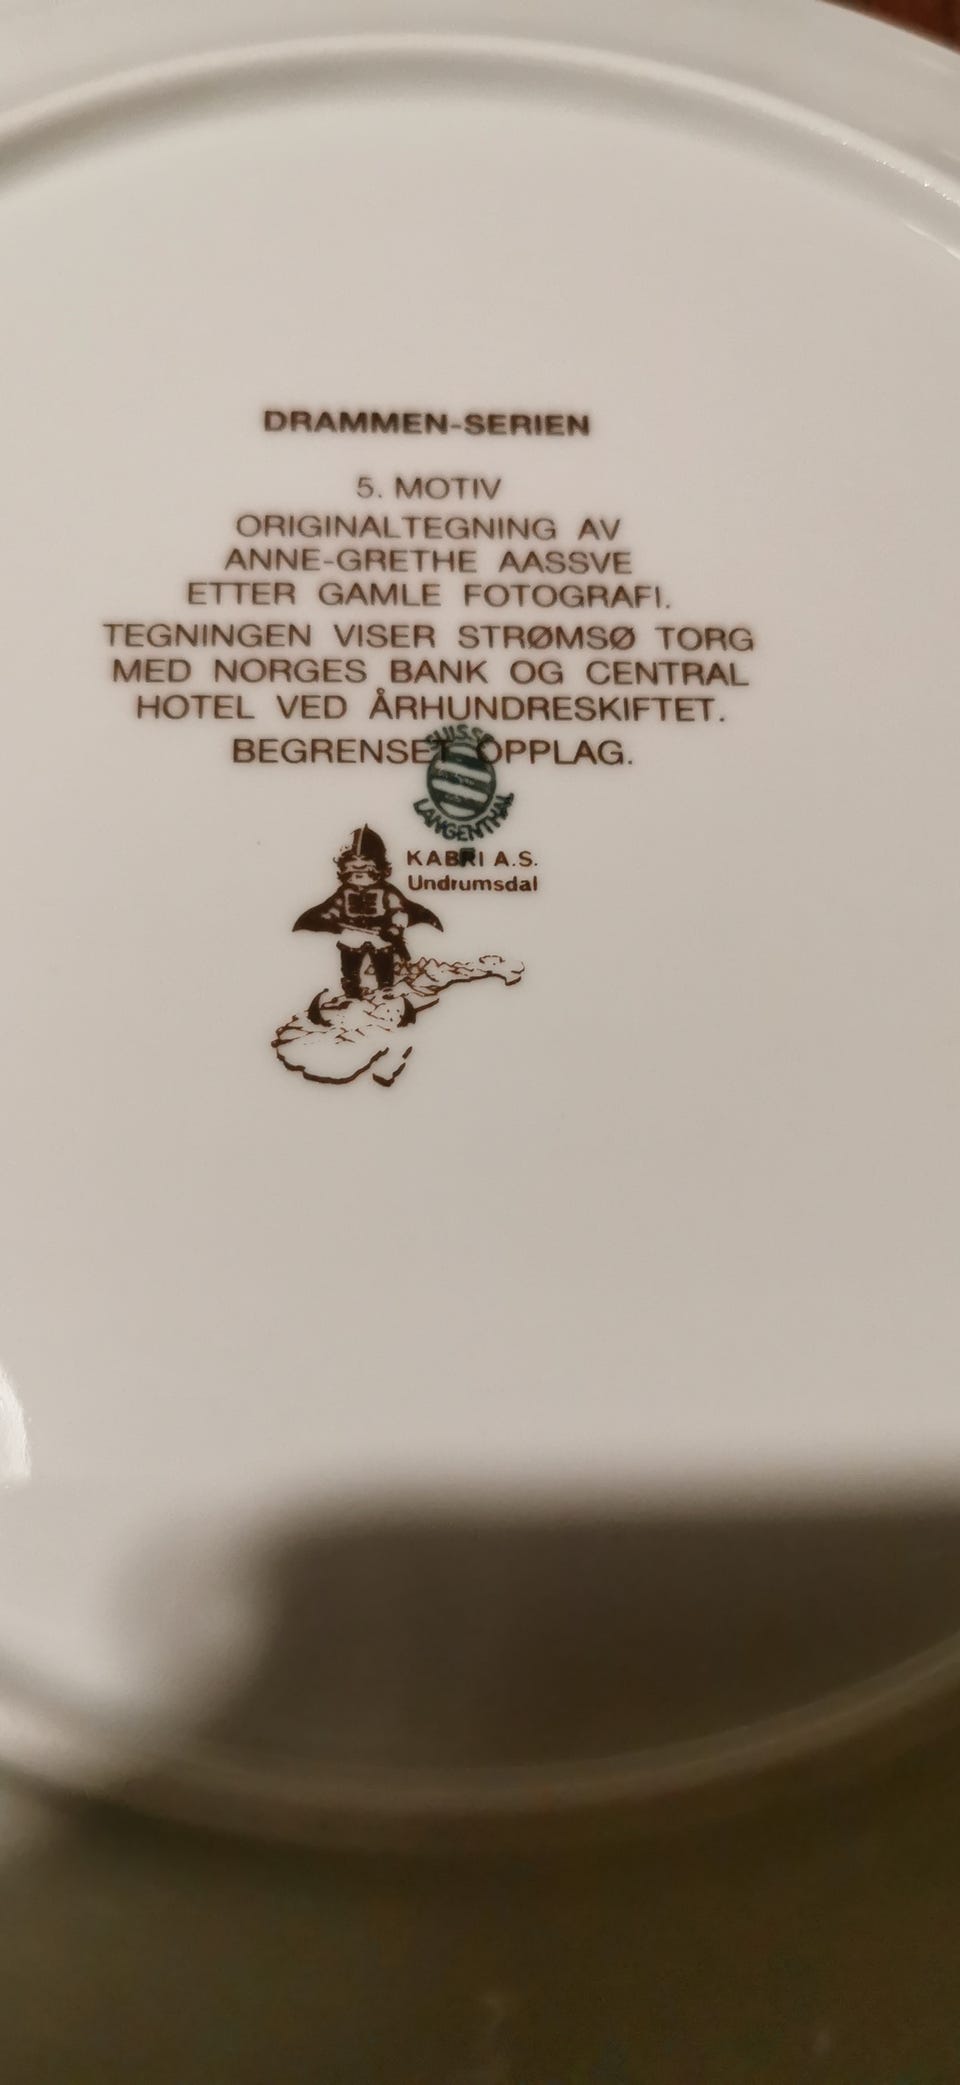 DRAMMEN-SERIEN
5. MOTIV
ORIGINALTEGNING AV
ANNE-GRETHE AASSVE
ETTER GAMLE FOTOGRAFI.
TEGNINGEN VISER STRØMSØ TORG
MED NORGES BANK OG CENTRAL
HOTEL VED ÅRHUNDRESKIFTET.
BEGRENSET OPPLAG.
SUISSE
LANGENTHAL
KABRI A.S.
Undrumsdal